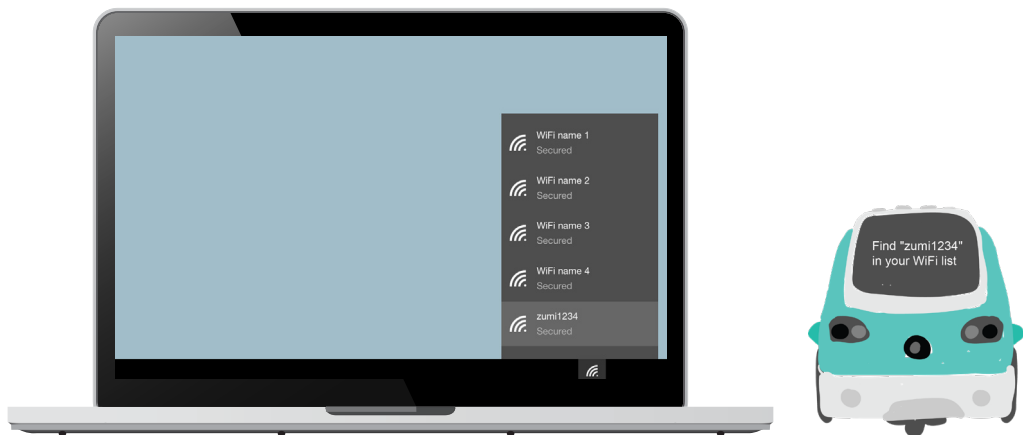 WiFi name 1
Secured
WiFi name 2
Secured
WiFi name 3
Secured
WiFi name 4
Secured
zumi1234
Secured
Find "zumi1234"
in your WiFi list